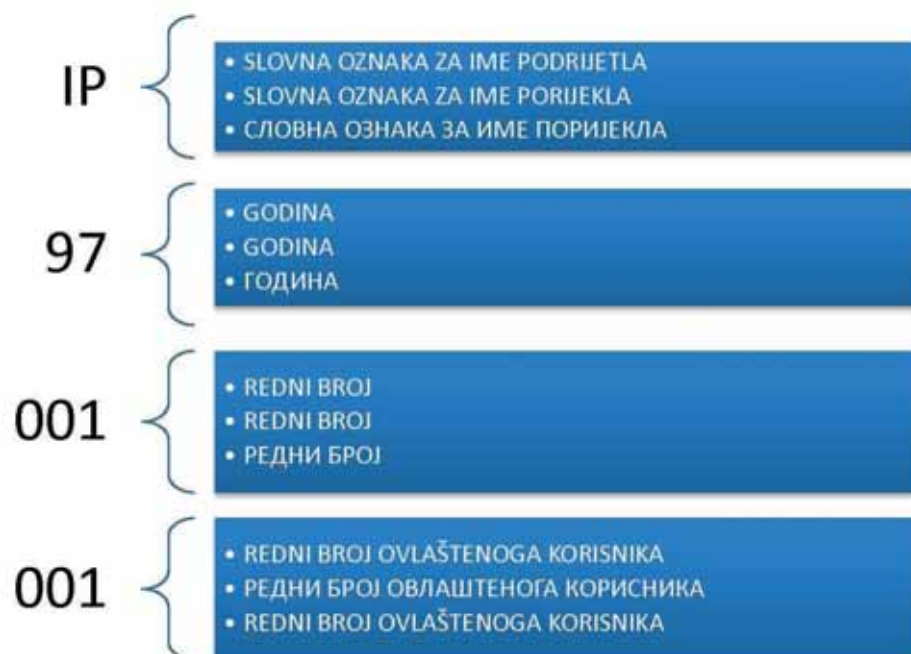 IP
• SLOVNA OZNAKA ZA IME PODRIJETLA
• SLOVNA OZNAKA ZA IME PORIJEKLA
• СЛОВНА ОЗНАКА ЗА ИМЕ ПОРИЈЕКЛА
97
• GODINA
• GODINA
• ГОДИНА
001
• REDNI BROJ
• REDNI BROJ
• РЕДНИ БРОЈ
001
• REDNI BROJ OVLAŠTENOGA KORISNIKA
• РЕДНИ БРОЈ ОВЛАШТЕНОГА КОРИСНИКА
• REDNI BROJ OVLAŠTENOGA KORISNIKA